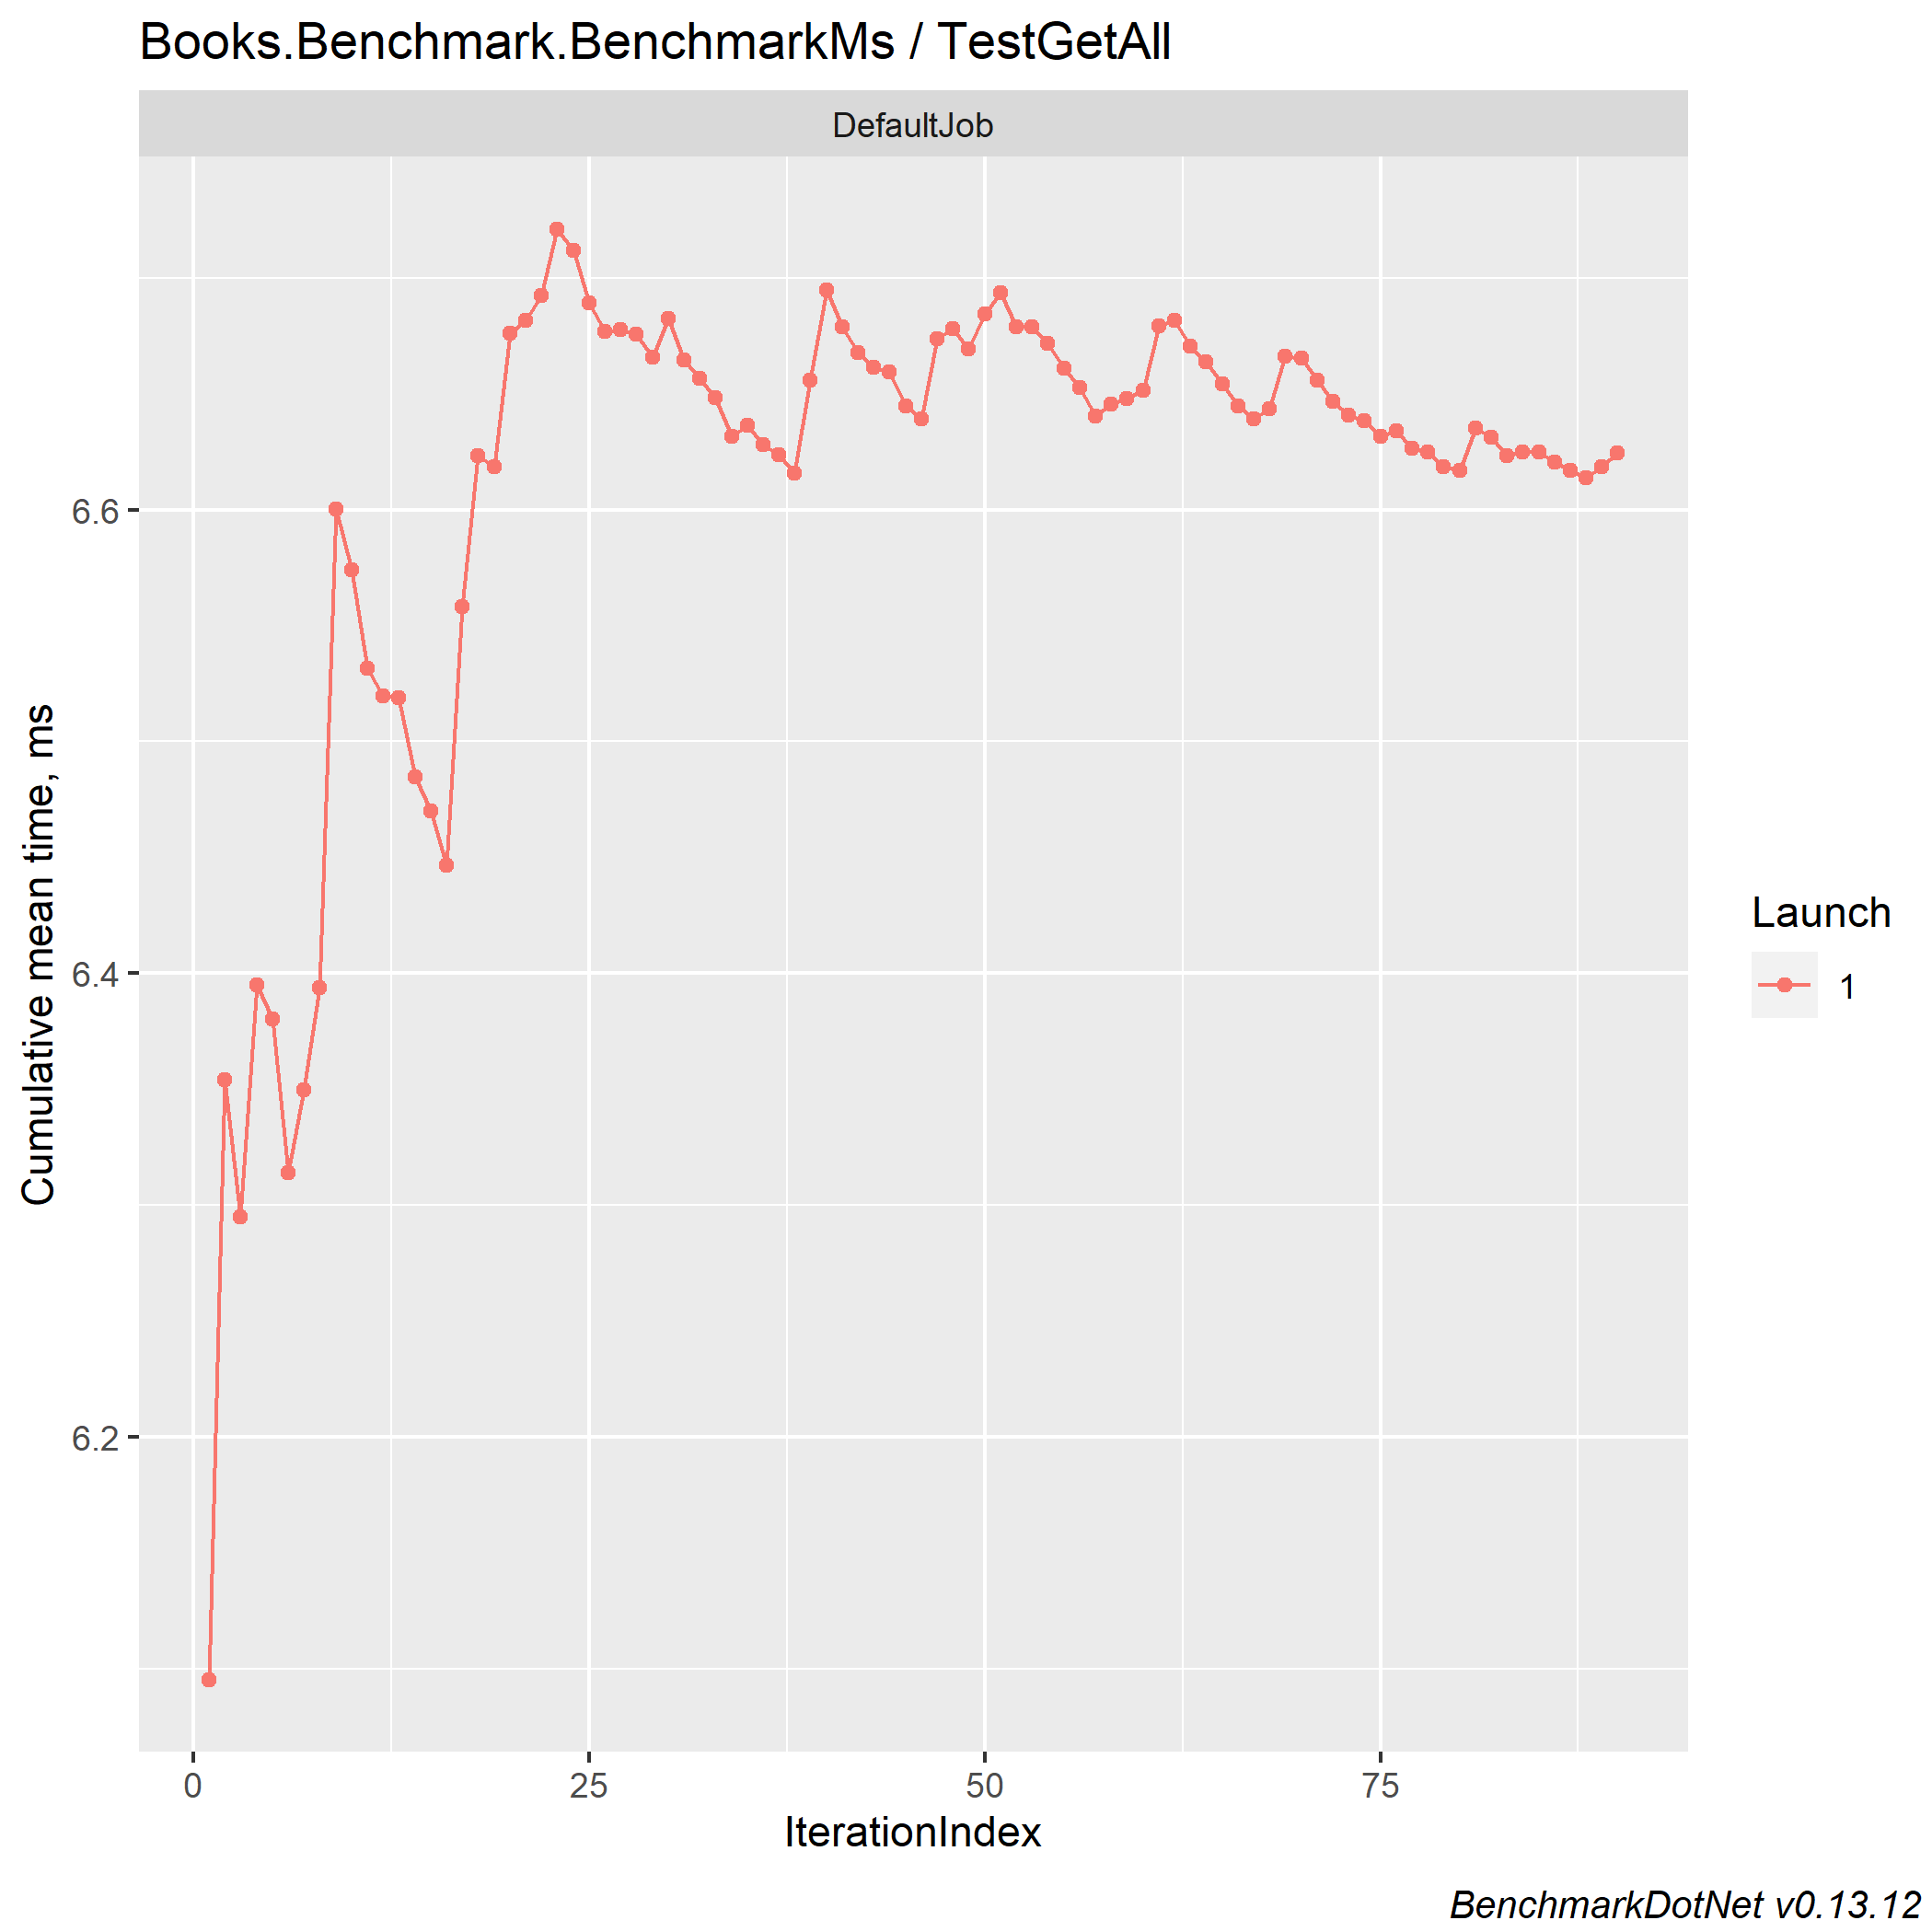 Books.Benchmark.BenchmarkMs / TestGetAll
DefaultJob
Cumulative mean time, ms
6.6
6.4
6.2
0
25
50
75
IterationIndex
Launch
1
BenchmarkDotNet v0.13.12